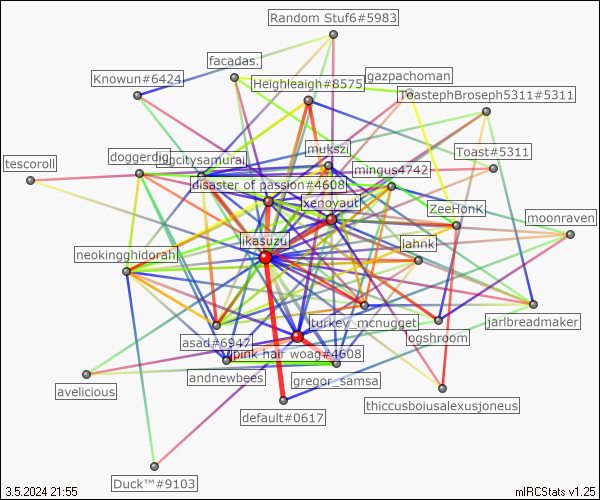 Random Stuf6#5983
facadas.
gazpachoman
Knowun#6424
Heighleaigh#8575
ToastephBroseph5311#5311
mukszi
Toast#5311
tescoroll
doggerdig
bigcitysamurai
mingus4742
disaster of passion#4608
xenoyaut
ZeeHonK
moonraven
ikasuzu
lahnk
neokingghidorah
turkey_mcnugget
jarlbreadmaker
asad#6947
ogshroom
pink hair woag#4608
andnewbees
gregor_samsa
avelicious
default#0617
thiccusboiusalexusjoneus
Duck™#9103
3.5.2024 21:55
mIRCStats v1.25